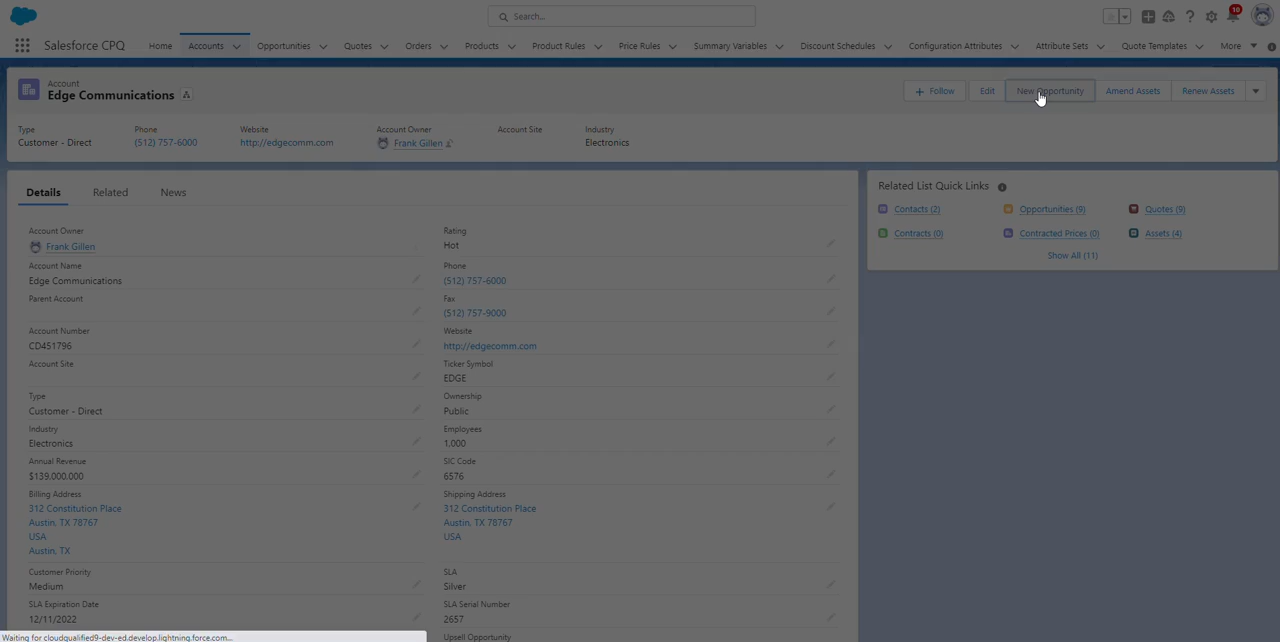 Search...
10
Salesforce CPQ
Home
Accounts
Opportunities
Quotes
Orders
Products
Product Rules
Price Rules
Summary Variables
Discount Schedules
Configuration Attributes
Attribute Sets
Quote Templates
More
Account
Edge Communications
Follow
Edit
New Opportunity
Amend Assets
Renew Assets
Type
Customer - Direct
Phone
(512) 757-6000
Website
http://edgecomm.com
Account Owner
Frank Gillen
Account Site
Industry
Electronics
Details
Related
News
Account Owner
Frank Gillen
Rating
Hot
Account Name
Edge Communications
Phone
(512) 757-6000
Parent Account
Fax
(512) 757-9000
Account Number
CD451796
Website
http://edgecomm.com
Account Site
Ticker Symbol
EDGE
Type
Customer - Direct
Ownership
Public
Industry
Electronics
Employees
1,000
Annual Revenue
$139,000,000
SIC Code
6576
Billing Address
312 Constitution Place
Austin, TX 78767
USA
Austin, TX
Shipping Address
312 Constitution Place
Austin, TX 78767
USA
Customer Priority
Medium
SLA
Silver
SLA Expiration Date
12/11/2022
SLA Serial Number
2657
Upsell Opportunity
Related List Quick Links
Contacts (2)
Opportunities (9)
Quotes (9)
Contracts (0)
Contracted Prices (0)
Assets (4)
Show All (11)
Waiting for cloudqualified9-dev-ed.develop.lightning.force.com...